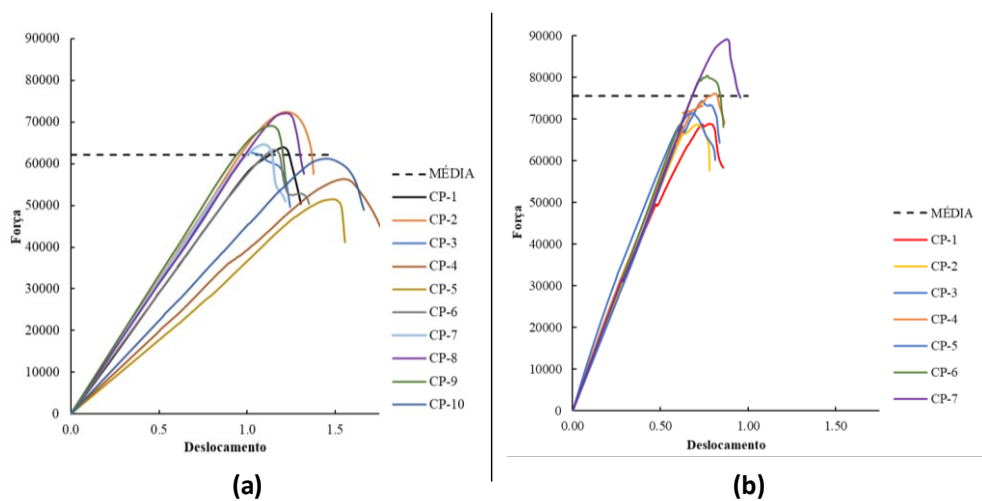 90000
80000
70000
60000
50000
40000
30000
20000
10000
0
Força
0.0 0.5 1.0 1.5
Deslocamento
MÉDIA
CP-1
CP-2
CP-3
CP-4
CP-5
CP-6
CP-7
CP-8
CP-9
CP-10
(a)
90000
80000
70000
60000
50000
40000
30000
20000
10000
0
Força
0.00 0.50 1.00 1.50
Deslocamento
MÉDIA
CP-1
CP-2
CP-3
CP-4
CP-5
CP-6
CP-7
(b)